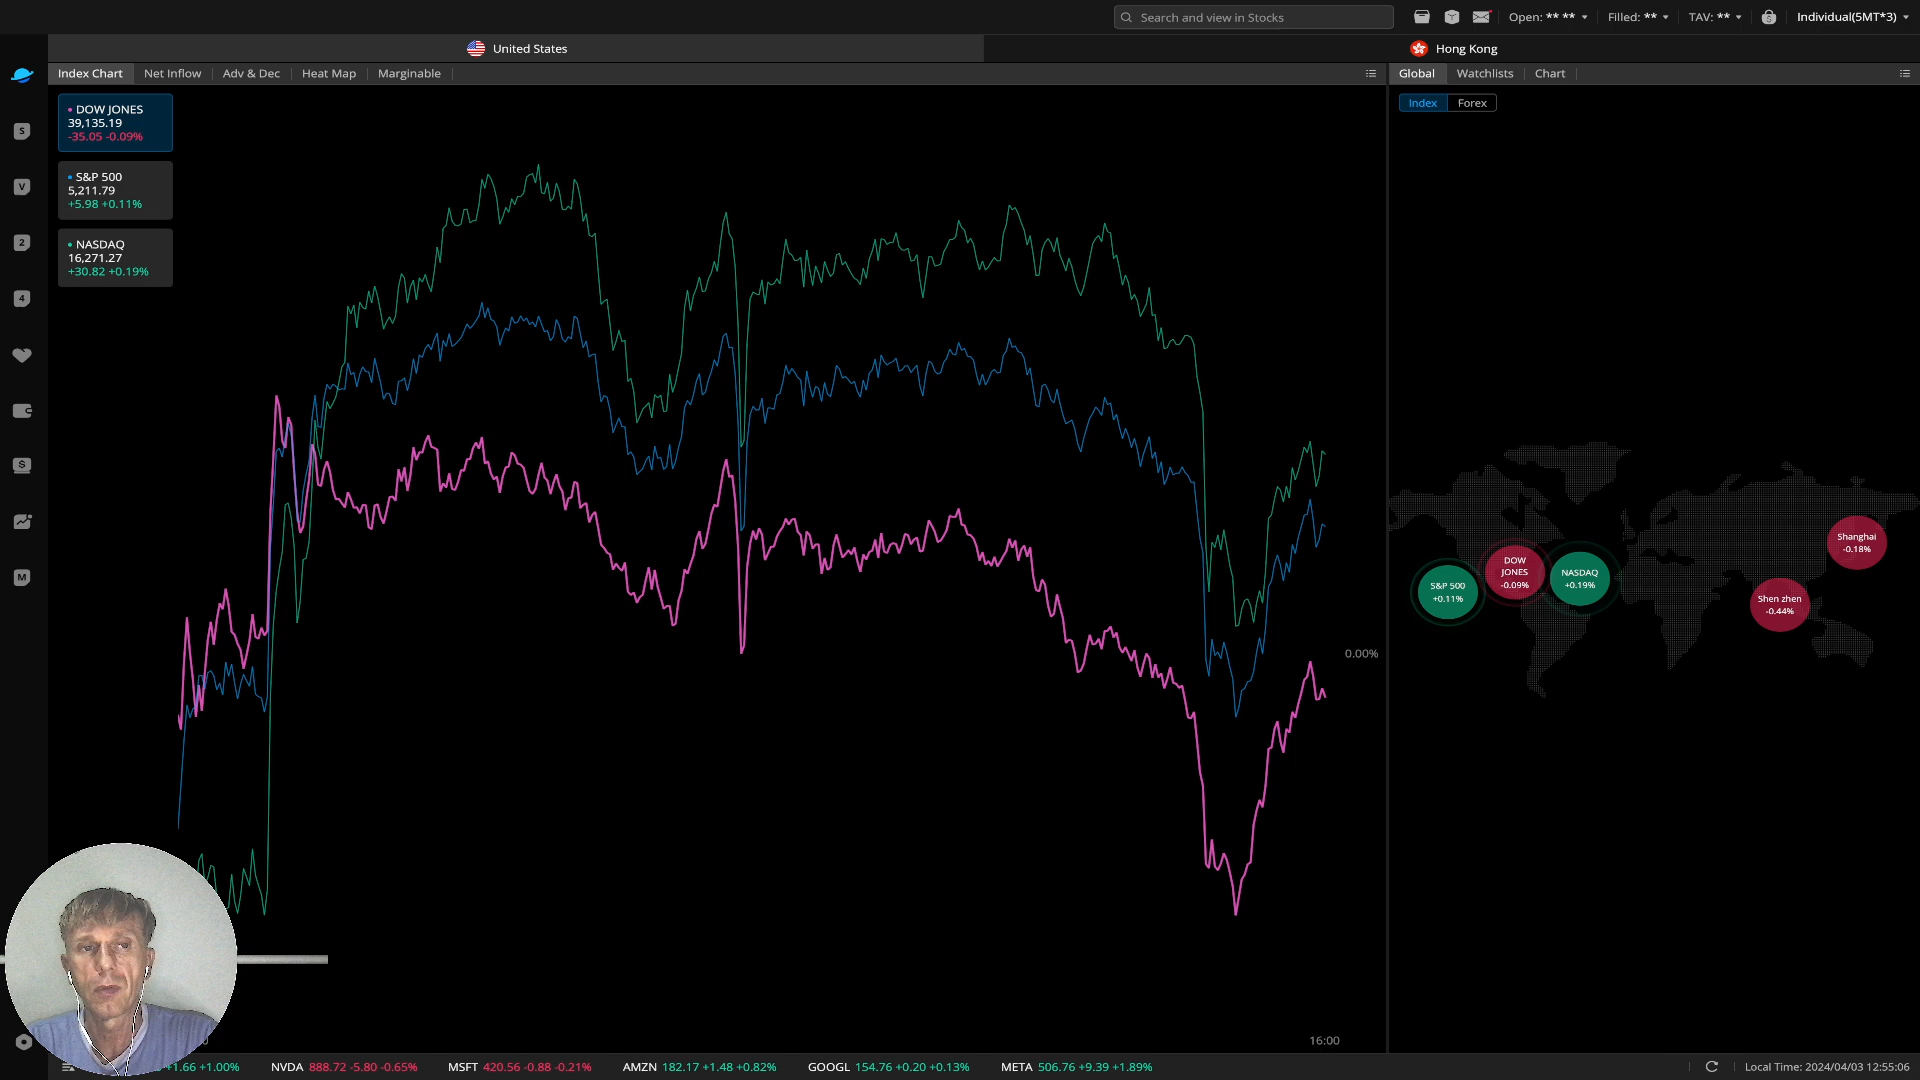 Search and view in Stocks
Open: ** **
Filled: **
TAV: **
Individual(5MT*3)
United States
Hong Kong
Index Chart
Net Inflow
Adv & Dec
Heat Map
Marginable
Global
Watchlists
Chart
Index
Forex
DOW JONES
39,135.19
-35.05 -0.09%
S&P 500
5,211.79
+5.98 +0.11%
NASDAQ
16,271.27
+30.82 +0.19%
S
V
2
4
S
M
0.00%
16:00
S&P 500
+0.11%
DOW
JONES
-0.09%
NASDAQ
+0.19%
Shanghai
-0.18%
Shen zhen
-0.44%
+1.66 +1.00%
NVDA 888.72 -5.80 -0.65%
MSFT 420.56 -0.88 -0.21%
AMZN 182.17 +1.48 +0.82%
GOOGL 154.76 +0.20 +0.13%
META 506.76 +9.39 +1.89%
Local Time: 2024/04/03 12:55:06